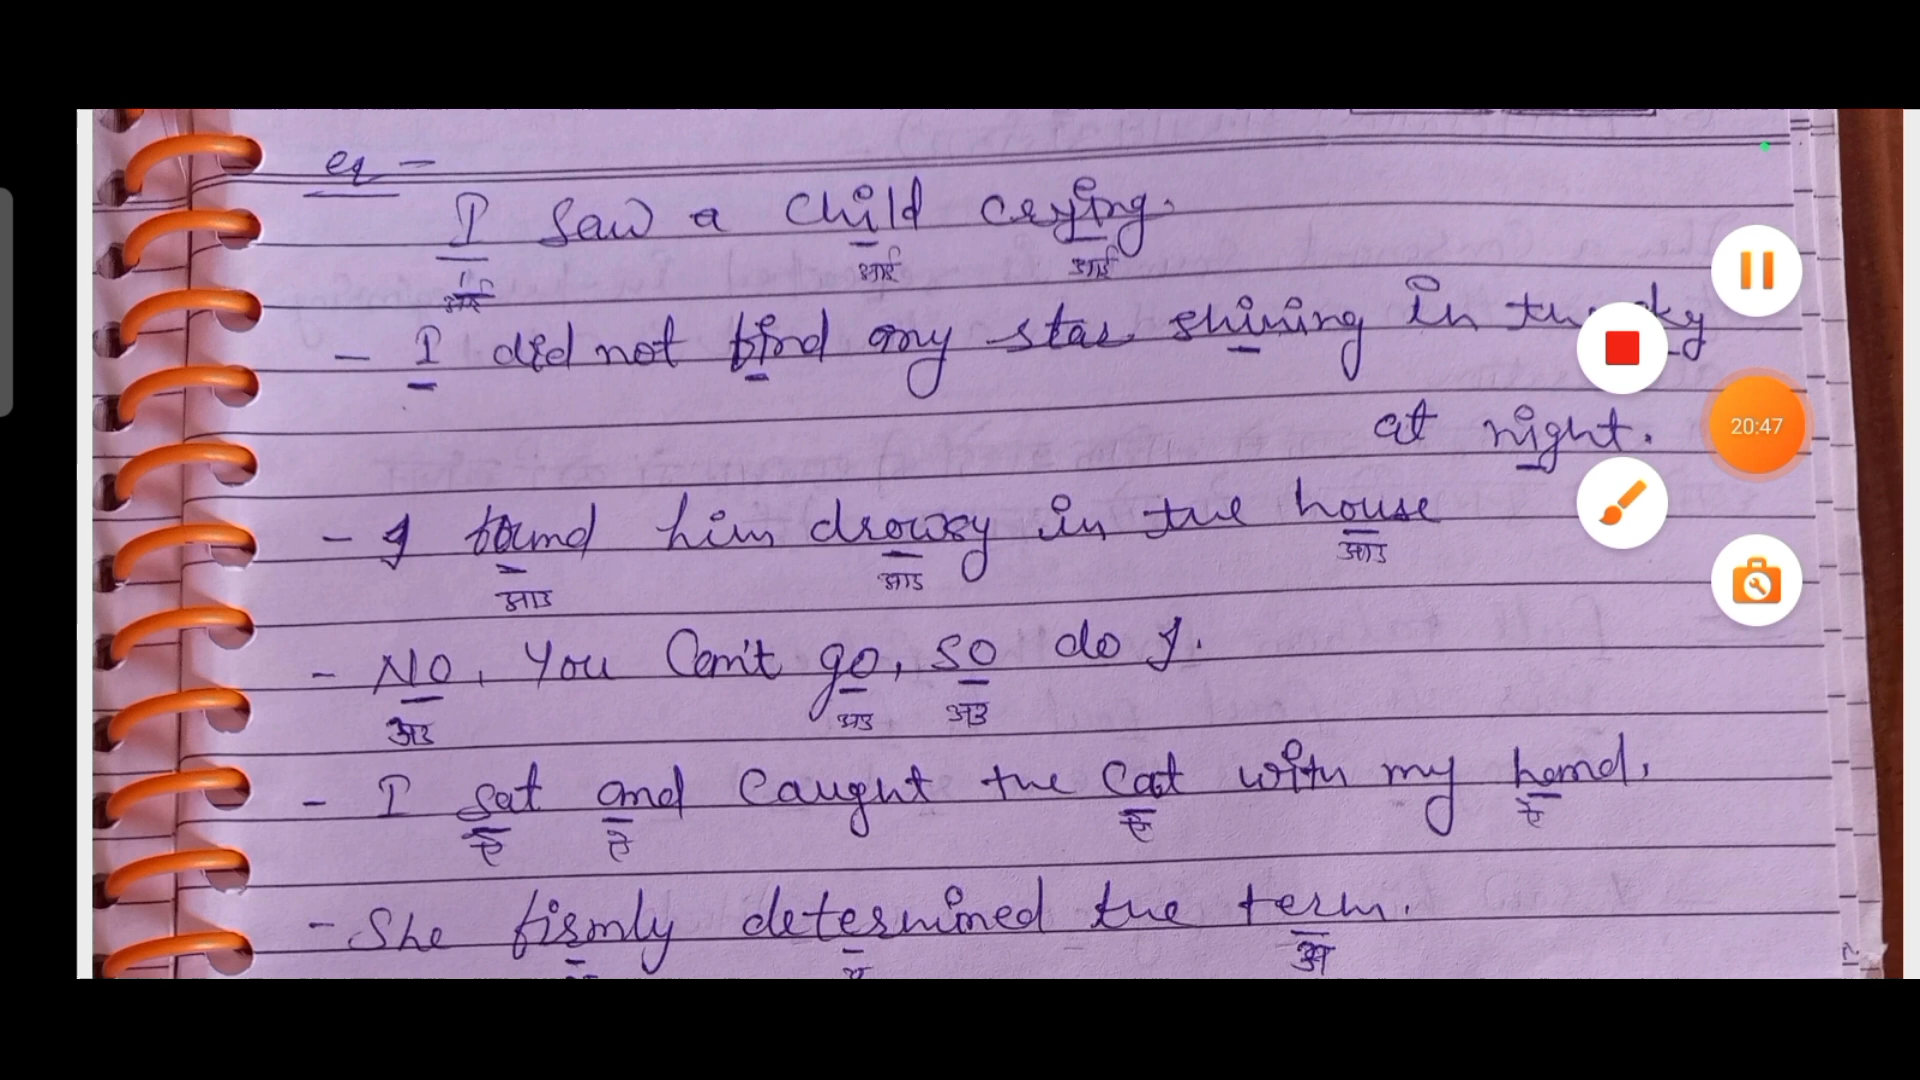 eg -
I saw a child crying.
आई आई आई
- I did not find any star shining in the sky
at night.
- I found him drowsy in the house
आउ आउ आउ
- No, You Can't go, so do I.
अउ अउ अउ
- I sat and caught the cat with my hand.
ऐ ऐ ऐ ऐ
- She firmly determined the term.
अ
20:47